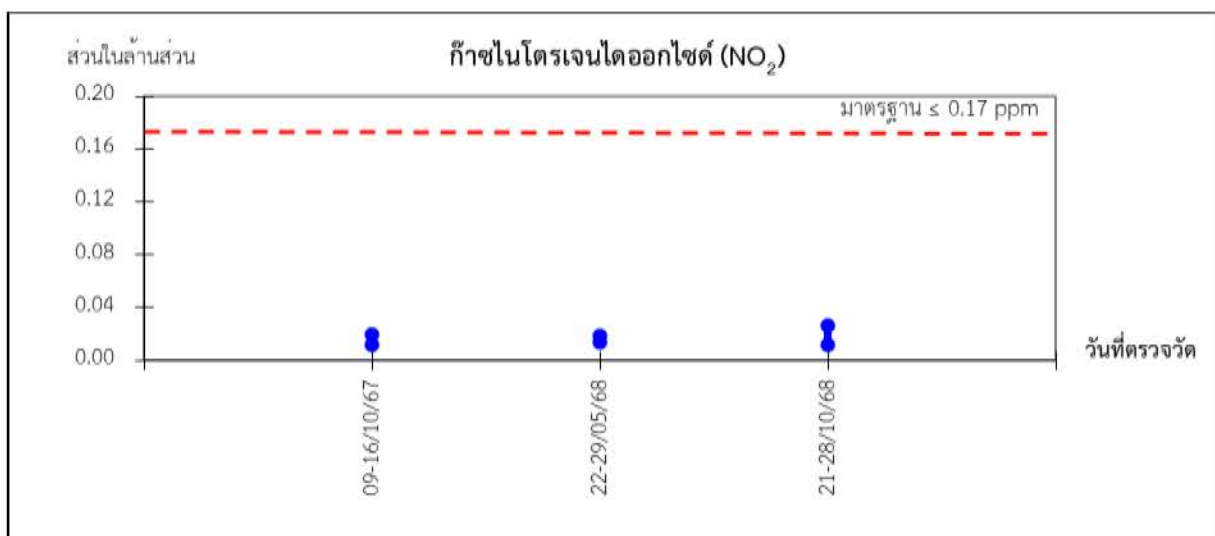 ส่วนในล้านส่วน
ก๊าซไนโตรเจนไดออกไซด์ (NO₂)
0.20
มาตรฐาน ≤ 0.17 ppm
0.16
0.12
0.08
0.04
0.00
วันที่ตรวจวัด
09-16/10/67
22-29/05/68
21-28/10/68